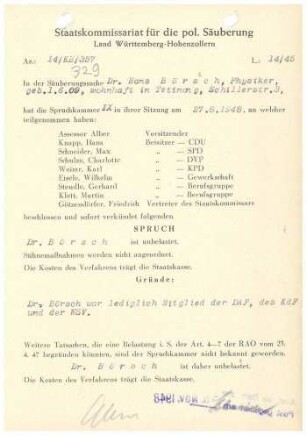 Staatskommissariat für die pol. Säuberung
Land Württemberg-Hohenzollern
Az.: 14/EZ/357 L: 14/45
329
In der Säuberungssache Dr. Hans Börsch, Physiker,
geb.1.6.09, wohnhaft in Tettnang, Schillerstr.3,
hat die Spruchkammer IX in ihrer Sitzung am 27.8.1948, an welcher
teilgenommen haben:
Assessor Alber Vorsitzender
Knapp, Hans Beisitzer – CDU
Schneider, Max „ – SPD
Schulze, Charlotte „ – DVP
Weimr, Karl „ – KPD
Eisele, Wilhelm „ – Gewerkschaft
Stendle, Gerhard „ – Berufsgruppe
Klett, Martin „ – Berufsgruppe
Götzendörfer, Friedrich Vertreter des Staatskommissars
beschlossen und sofort verkündet folgenden
SPRUCH
Dr. Börsch ist unbelastet.
Sühnemaßnahmen werden nicht angeordnet.
Die Kosten des Verfahrens trägt die Staatskasse.
Gründe:
Dr. Börsch war lediglich Mitglied der DAF, des KdF
und der NSV.
Weitere Tatsachen, die eine Belastung i. S. der Art. 4–7 der RAO vom 25.
4. 47 begründen könnten, sind der Spruchkammer nicht bekannt geworden.
Dr. Börsch ist daher unbelastet.
Die Kosten des Verfahrens trägt die Staatskasse.